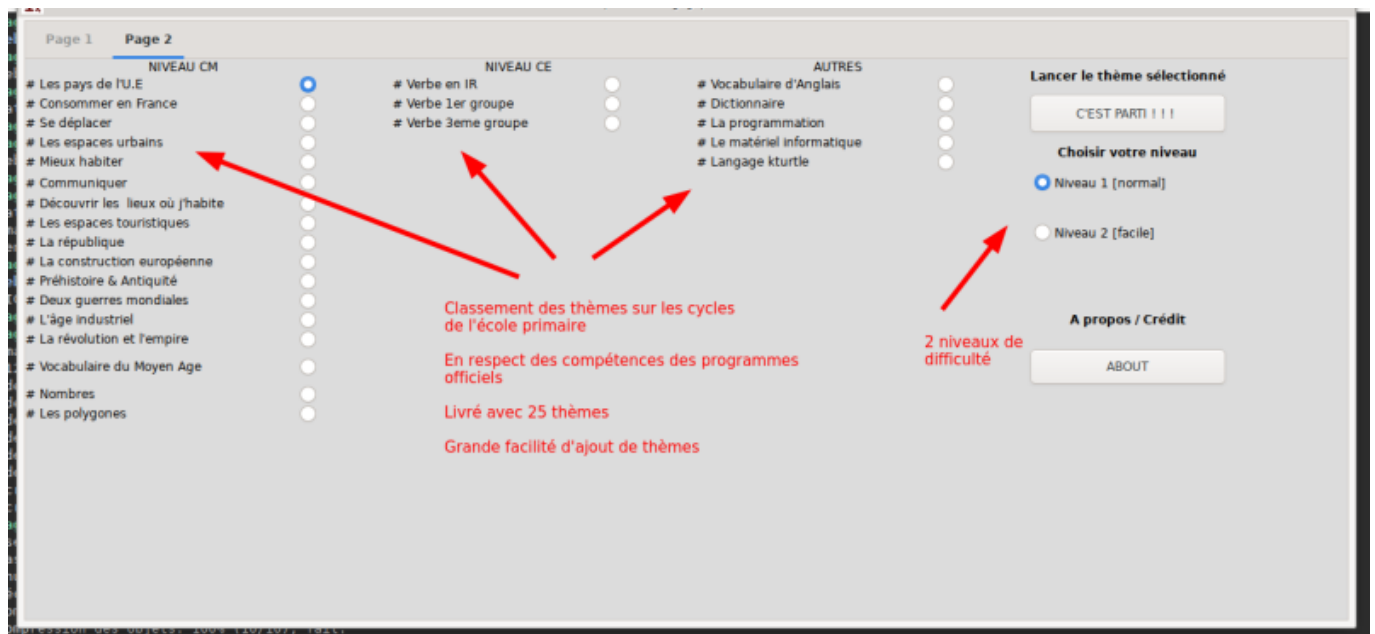 Page 1 Page 2
NIVEAU CM
# Les pays de l'U.E
# Consommer en France
# Se déplacer
# Les espaces urbains
# Mieux habiter
# Communiquer
# Découvrir les  lieux où j'habite
# Les espaces touristiques
# La république
# La construction européenne
# Préhistoire & Antiquité
# Deux guerres mondiales
# L'âge industriel
# La révolution et l'empire
# Vocabulaire du Moyen Age
# Nombres
# Les polygones
NIVEAU CE
# Verbe en IR
# Verbe 1er groupe
# Verbe 3eme groupe
AUTRES
# Vocabulaire d'Anglais
# Dictionnaire
# La programmation
# Le matériel informatique
# Langage kturtle
Lancer le thème sélectionné
C'EST PARTI ! ! !
Choisir votre niveau
Niveau 1 [normal]
Niveau 2 [facile]
A propos / Crédit
ABOUT
Classement des thèmes sur les cycles
de l'école primaire
En respect des compétences des programmes
officiels
Livré avec 25 thèmes
Grande facilité d'ajout de thèmes
2 niveaux de
difficulté